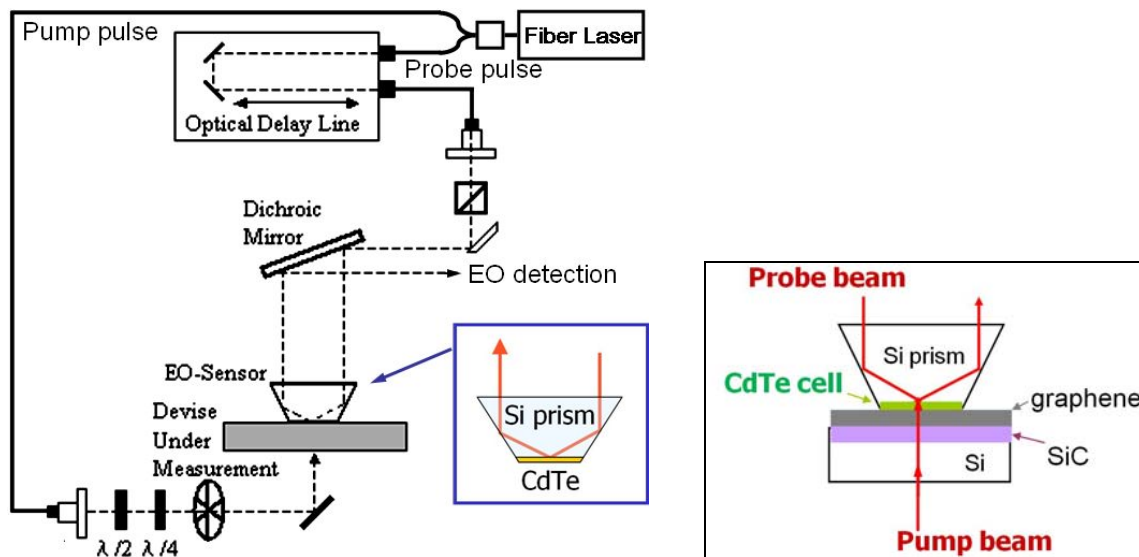 Pump pulse
Fiber Laser
Probe pulse
Optical Delay Line
Dichroic
Mirror
EO detection
EO-Sensor
Devise
Under
Measurement
Si prism
CdTe
λ/2 λ/4
Probe beam
Si prism
CdTe cell
graphene
SiC
Si
Pump beam